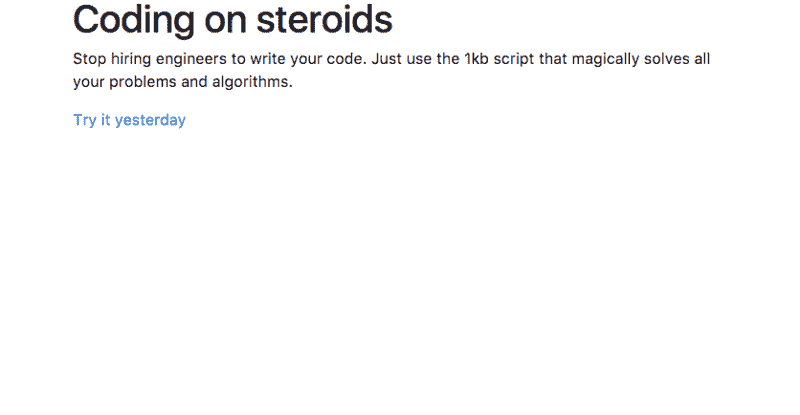 Coding on steroids
Stop hiring engineers to write your code. Just use the 1kb script that magically solves all
your problems and algorithms.
Try it yesterday